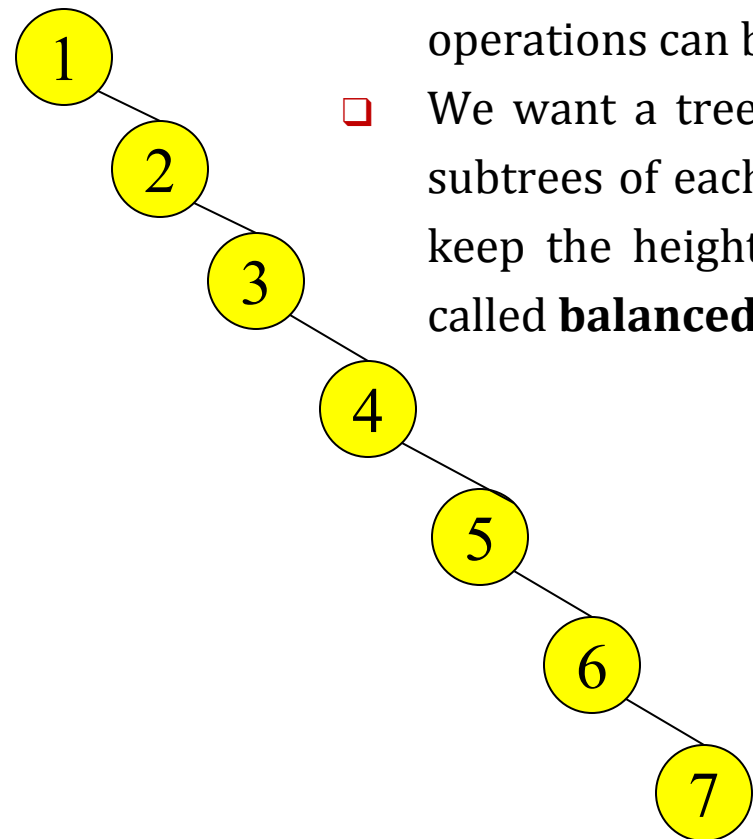 1
operations can b
❑ We want a tree
2
subtrees of each
keep the height
3
called balanced
4
5
6
7